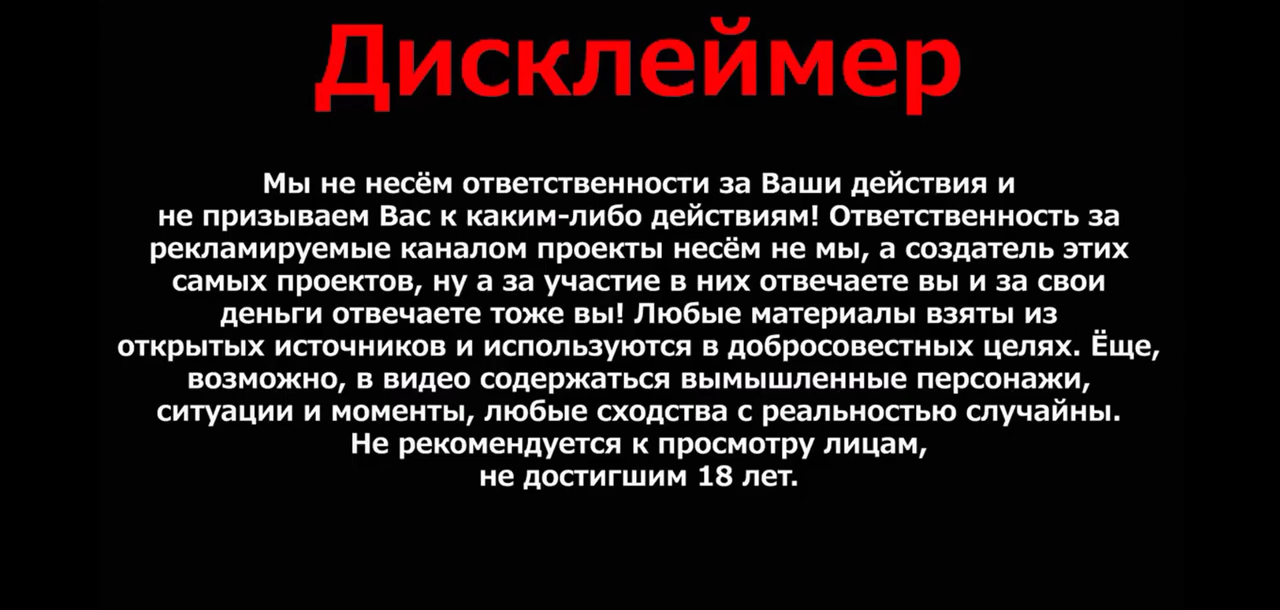 Дисклеймер
Мы не несём ответственности за Ваши действия и
не призываем Вас к каким-либо действиям! Ответственность за
рекламируемые каналом проекты несём не мы, а создатель этих
самых проектов, ну а за участие в них отвечаете вы и за свои
деньги отвечаете тоже вы! Любые материалы взяты из
открытых источников и используются в добросовестных целях. Ёще,
возможно, в видео содержаться вымышленные персонажи,
ситуации и моменты, любые сходства с реальностью случайны.
Не рекомендуется к просмотру лицам,
не достигшим 18 лет.